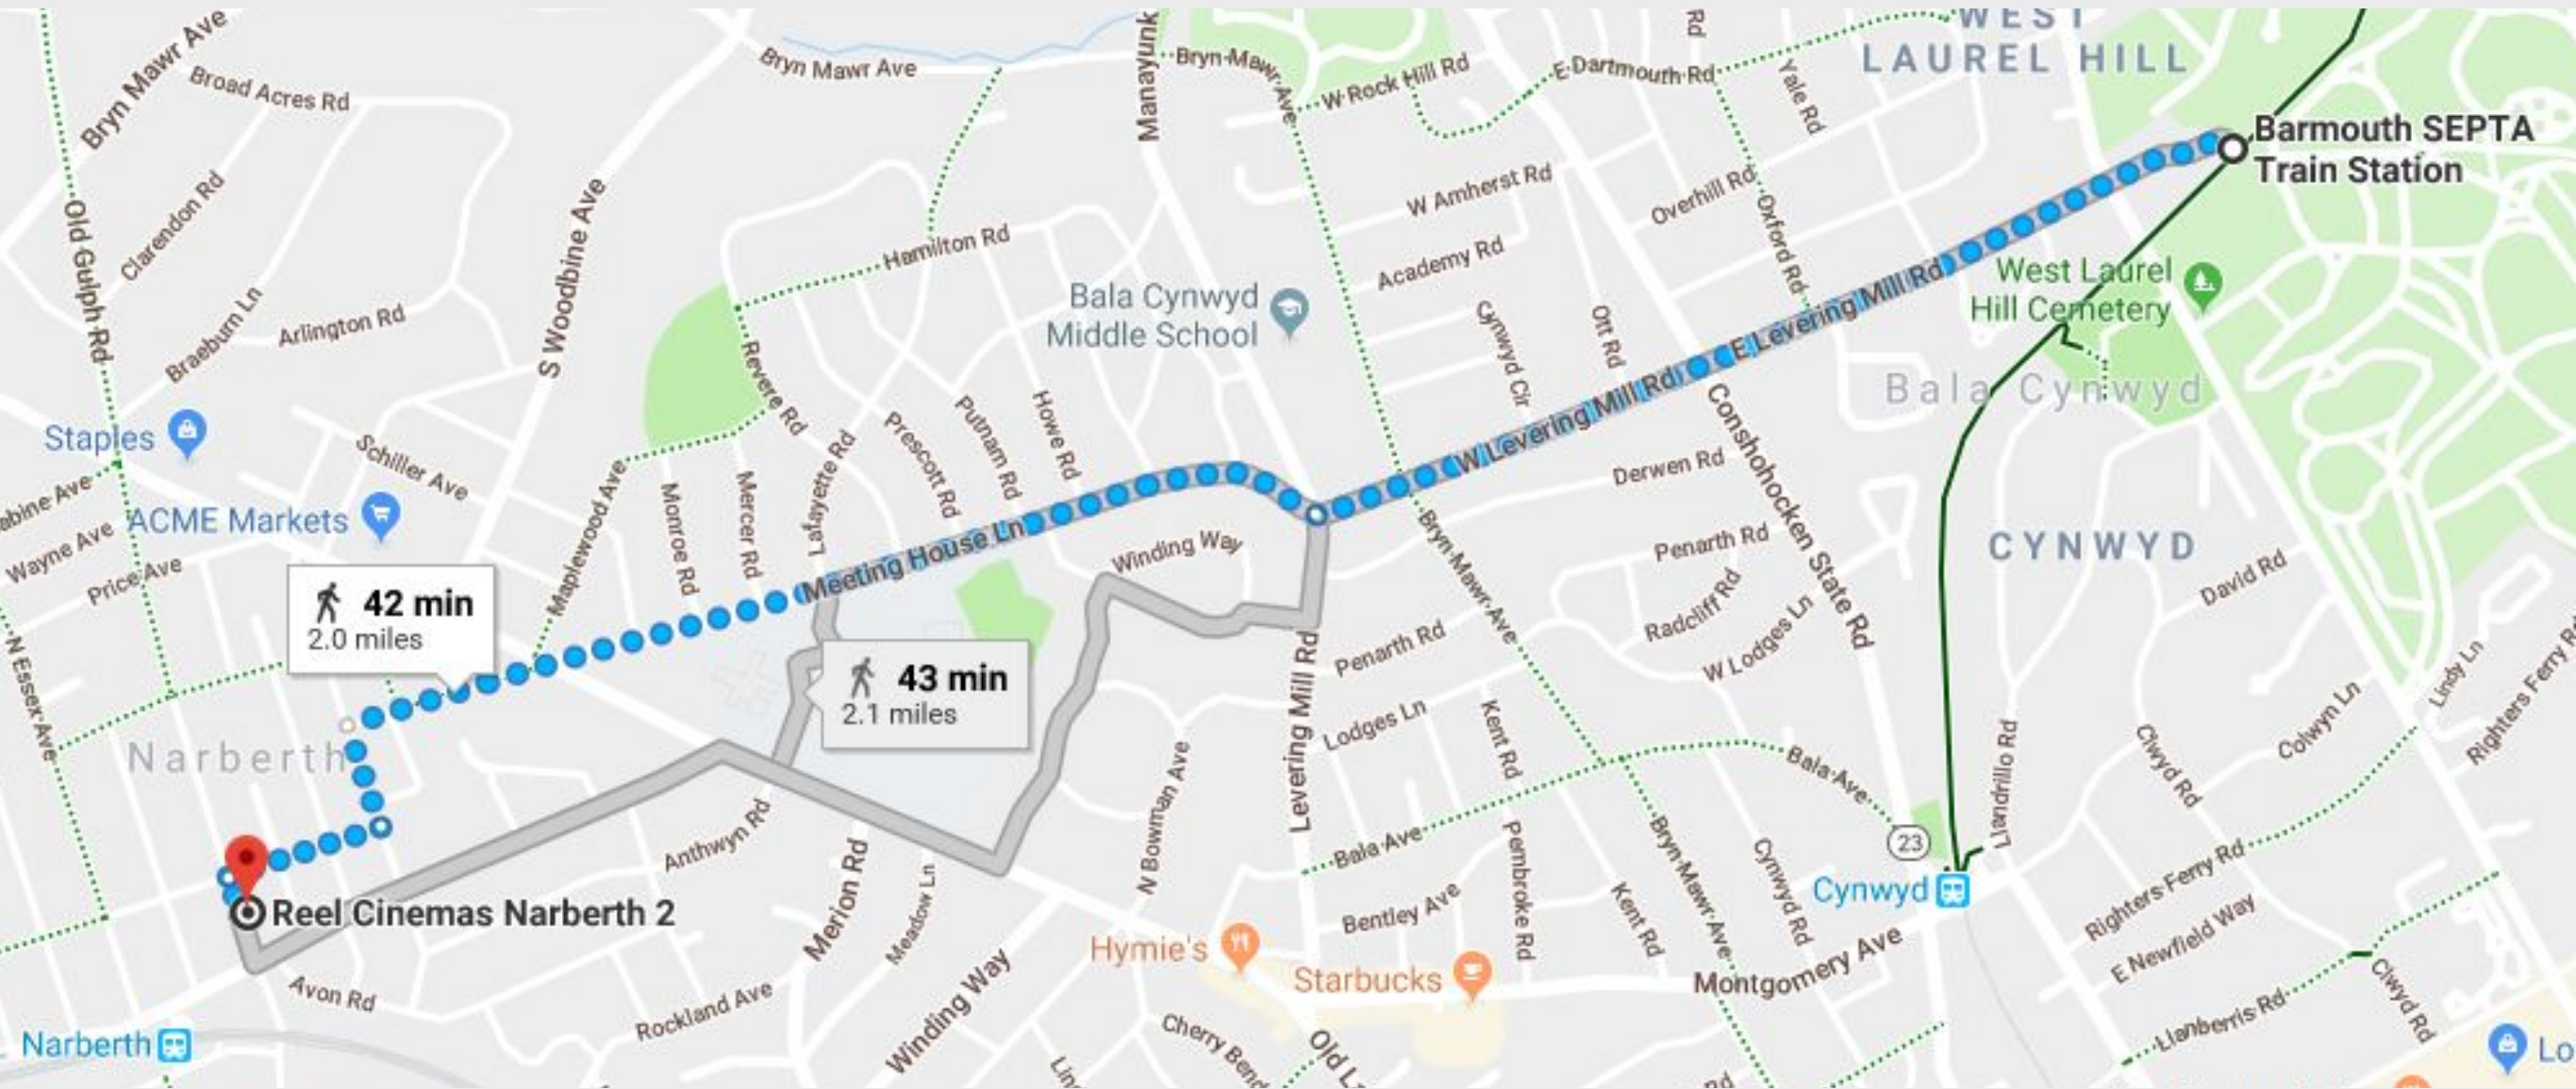 WEST
LAUREL HILL
Bryn Mawr Ave
Broad Acres Rd
Bryn Mawr Ave
Manayunk
Bryn-Mawr-Ave
W Rock Hill Rd
E Dartmouth Rd
Rd
Yale Rd
Barmouth SEPTA
Train Station
Old Gulph Rd
Clarendon Rd
S Woodbine Ave
Hamilton Rd
W Amherst Rd
Overhill Rd
Oxford Rd
Academy Rd
Bala Cynwyd
Middle School
West Laurel
Hill Cemetery
Braeburn Ln
Arlington Rd
Revere Rd
Cynwyd Cir
Ott Rd
E Levering Mill Rd
Bala Cynwyd
Staples
Schiller Ave
Lafayette Rd
Prescott Rd
Putnam Rd
Howe Rd
W Levering Mill Rd
Conshohocken State Rd
Derwen Rd
abine Ave
ACME Markets
Maplewood Ave
Monroe Rd
Mercer Rd
Meeting House Ln
Winding Way
Bryn-Mawr-Ave
Penarth Rd
CYNWYD
Wayne Ave
Price Ave
David Rd
42 min
2.0 miles
Radcliff Rd
W Lodges Ln
Penarth Rd
N Essex Ave
43 min
2.1 miles
Levering Mill Rd
Lodges Ln
Kent Rd
Lindy Ln
Righters Ferry Rd
Narberth
N Bowman Ave
Bala-Ave
Llandrillo Rd
Clwyd Rd
Colwyn Ln
Anthwyn Rd
Merion Rd
Meadow Ln
Bala-Ave
Pembroke Rd
Bryn-Mawr-Ave
Cynwyd Rd
23
Righters Ferry Rd
Reel Cinemas Narberth 2
Cynwyd
Bentley Ave
Kent Rd
E Newfield Way
Hymie's
Starbucks
Montgomery Ave
Avon Rd
Rockland Ave
Winding Way
Clwyd Rd
Llanberris Rd
Narberth
Cherry Bend
Old La
Lo